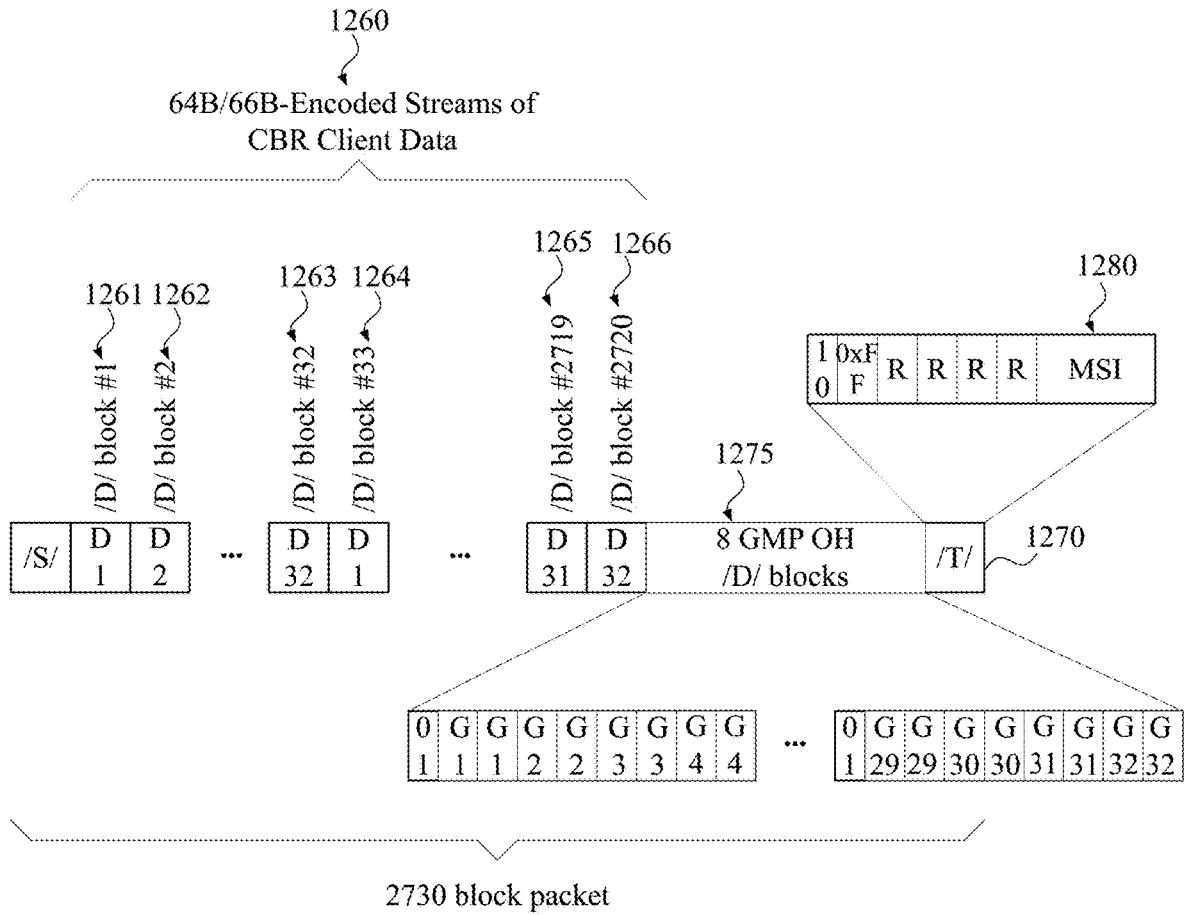 1260
64B/66B-Encoded Streams of
CBR Client Data
1265
1266
1261
1262
1263
1264
1280
/D/ block #1
/D/ block #2
/D/ block #32
/D/ block #33
/D/ block #2719
/D/ block #2720
1 0xF R R R R MSI
0 F
1275
/S/ D D ... D D ... D D 8 GMP OH /T/
1 2 32 1 31 32 /D/ blocks
1270
0 G G G G G G G G ... 0 G G G G G G G G
1 1 1 2 2 3 3 4 4 1 29 29 30 30 31 31 32 32
2730 block packet